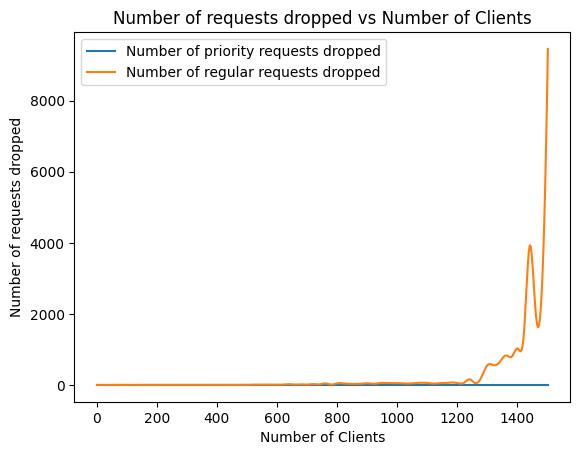 Number of requests dropped vs Number of Clients
Number of priority requests dropped
Number of regular requests dropped
Number of requests dropped
8000
6000
4000
2000
0
0 200 400 600 800 1000 1200 1400
Number of Clients